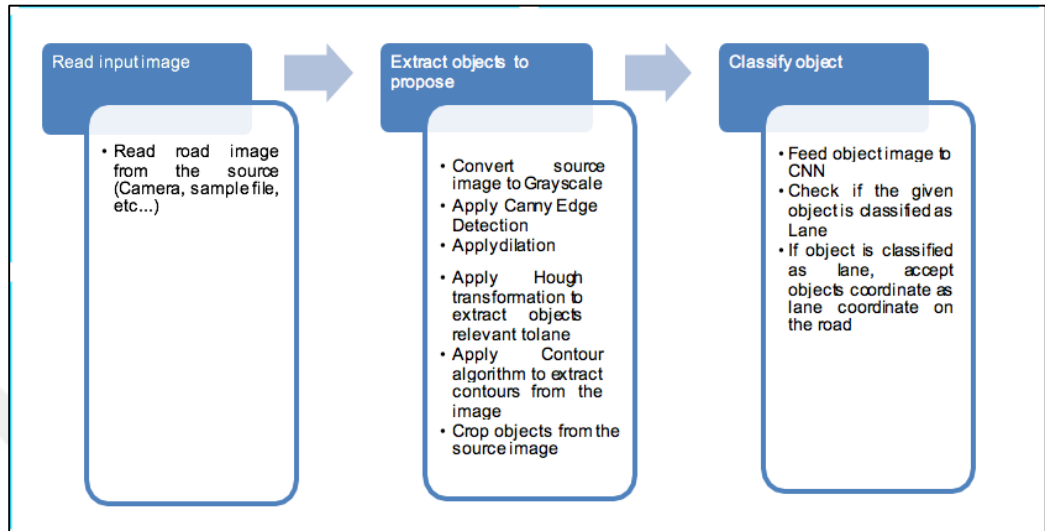 Read input image
• Read road image
from the source
(Camera, sample file,
etc...)
Extract objects to
propose
• Convert source
image to Grayscale
• Apply Canny Edge
Detection
• Applydilation
• Apply Hough
transformation to
extract objects
relevant tolane
• Apply Contour
algorithm to extract
contours from the
image
• Crop objects from the
source image
Classify object
• Feed object image to
CNN
• Check if the given
object is classified as
Lane
• If object is classified
as lane, accept
objects coordinate as
lane coordinate on
the road